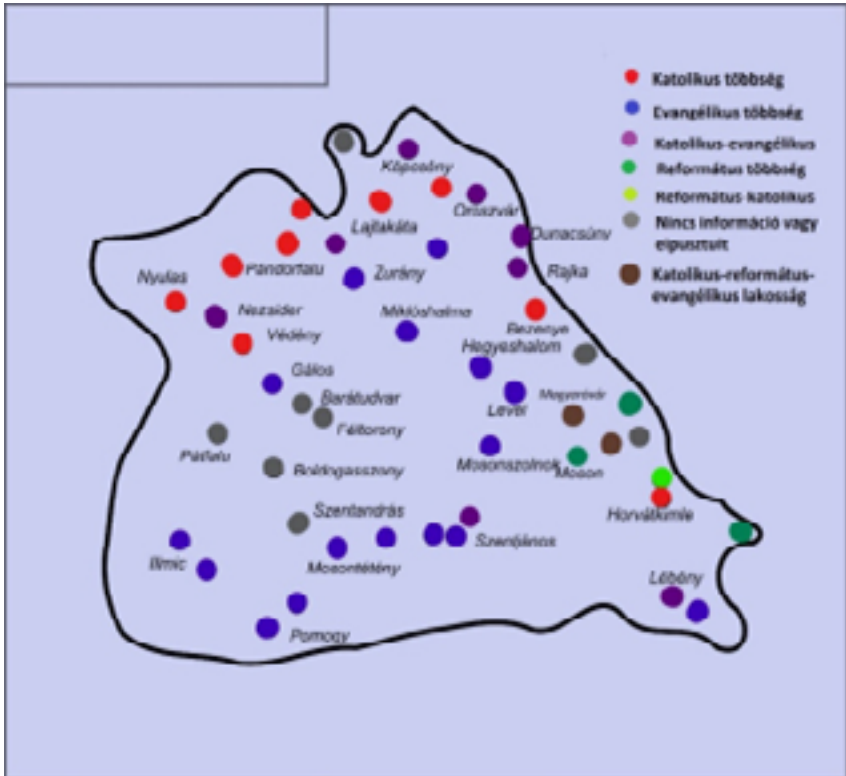 Katolikus többség
Evangélikus többség
Katolikus-evangélikus
Református többség
Református-katolikus
Nincs információ vagy
elpusztult
Katolikus-református-
evangélikus lakosság
Köpcsény
Oroszvár
Lajtakáta
Dunacsúny
Pándorfalu
Zurány
Rajka
Nyulas
Nezsider
Miklóshalma
Védény
Bezenye
Hegyeshalom
Gálos
Barátudvar
Level
Magyaróvár
Féltorony
Pátfalu
Mosonszolnok
Moson
Boldogasszony
Szentandrás
Horvátkimle
Szentjános
Illmic
Mosontétény
Lébény
Pomogy